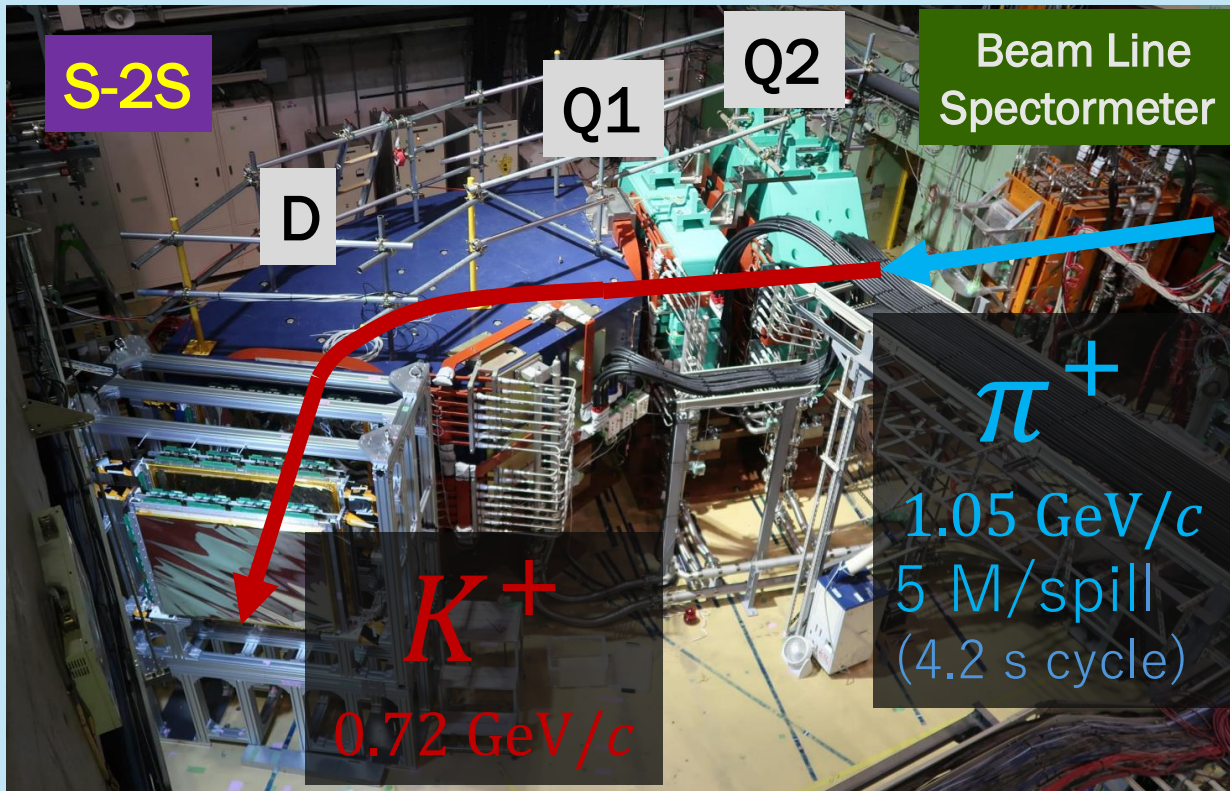 S-2S
D
Q1
Q2
Beam Line
Spectormeter
π⁺
1.05 GeV/c
5 M/spill
(4.2 s cycle)
K⁺
0.72 GeV/c